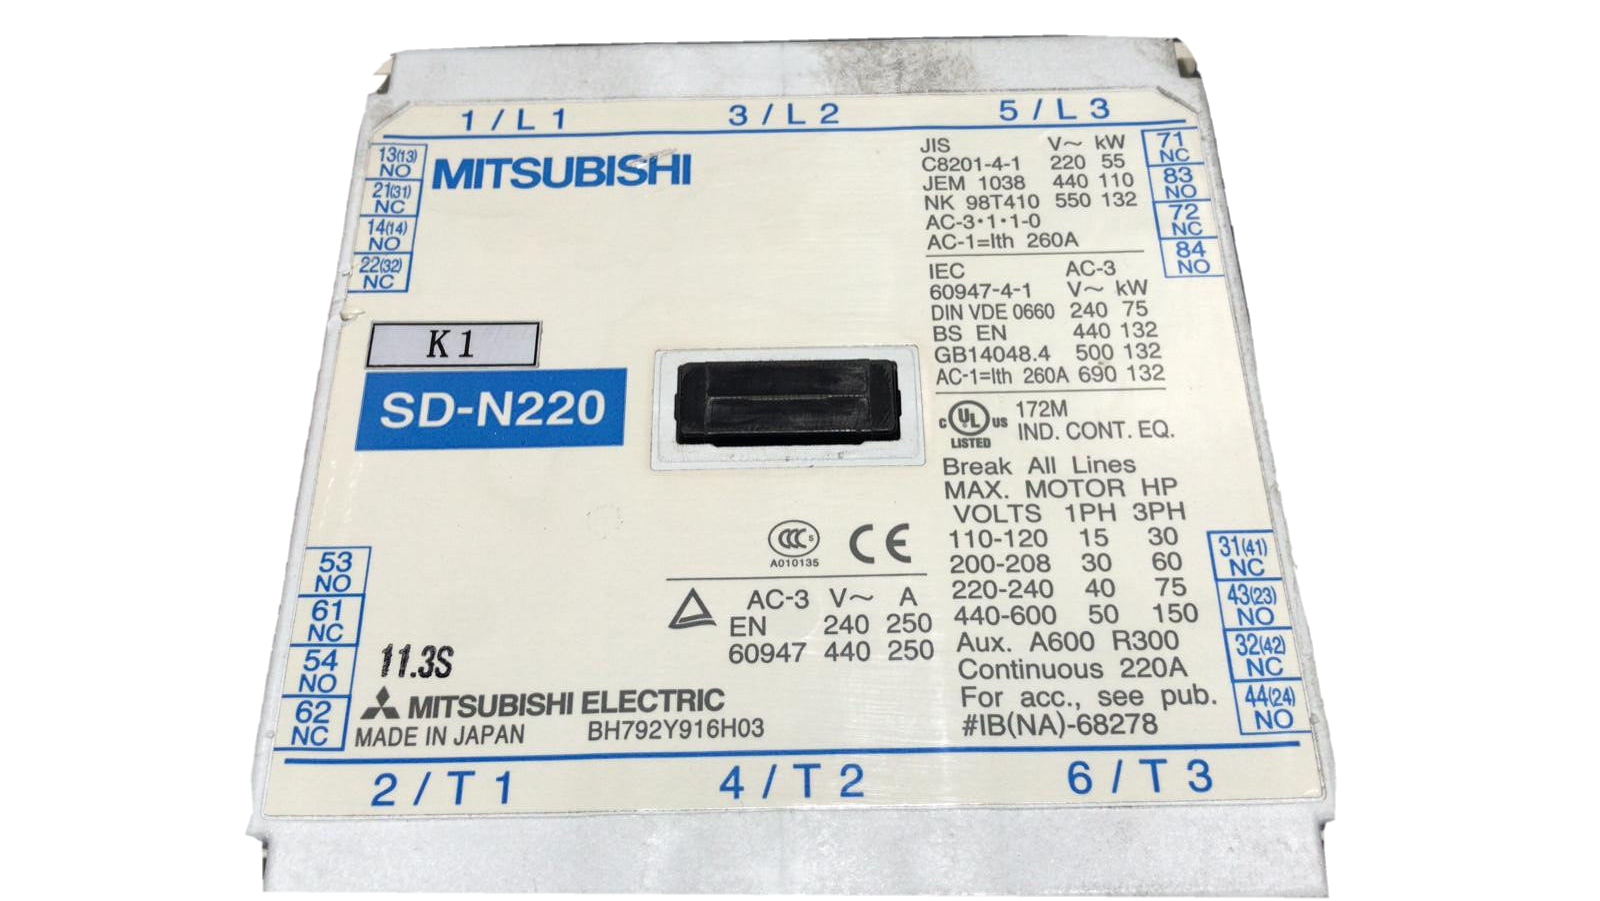 1/L1 3/L2 5/L3
13(13)
NO
21(31)
NC
14(14)
NO
22(32)
NC
MITSUBISHI
JIS V~ kW
C8201-4-1 220 55
JEM 1038 440 110
NK 98T410 550 132
AC-3・1・1-0
AC-1=Ith 260A
71
NC
83
NO
72
NC
84
NO
IEC AC-3
60947-4-1 V~ kW
DIN VDE 0660 240 75
BS EN 440 132
GB14048.4 500 132
AC-1=Ith 260A 690 132
K1
SD-N220
c UL us
LISTED
172M
IND. CONT. EQ.
Break All Lines
MAX. MOTOR HP
VOLTS 1PH 3PH
110-120 15 30
200-208 30 60
220-240 40 75
440-600 50 150
Aux. A600 R300
Continuous 220A
For acc., see pub.
#IB(NA)-68278
CCC S
A010135
CE
AC-3 V~ A
EN 240 250
60947 440 250
53
NO
61
NC
54
NO
62
NC
31(41)
NC
43(23)
NO
32(42)
NC
44(24)
NO
11.3S
MITSUBISHI ELECTRIC
MADE IN JAPAN BH792Y916H03
2/T1 4/T2 6/T3